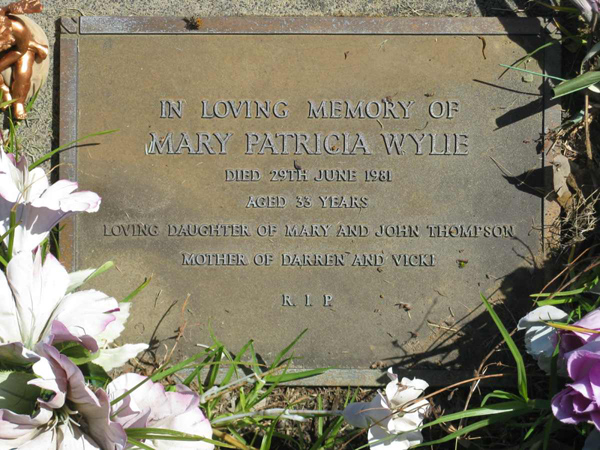 IN LOVING MEMORY OF
MARY PATRICIA WYLIE
DIED 29TH JUNE 1981
AGED 33 YEARS
LOVING DAUGHTER OF MARY AND JOHN THOMPSON
MOTHER OF DARREN AND VICKI
R. I. P.